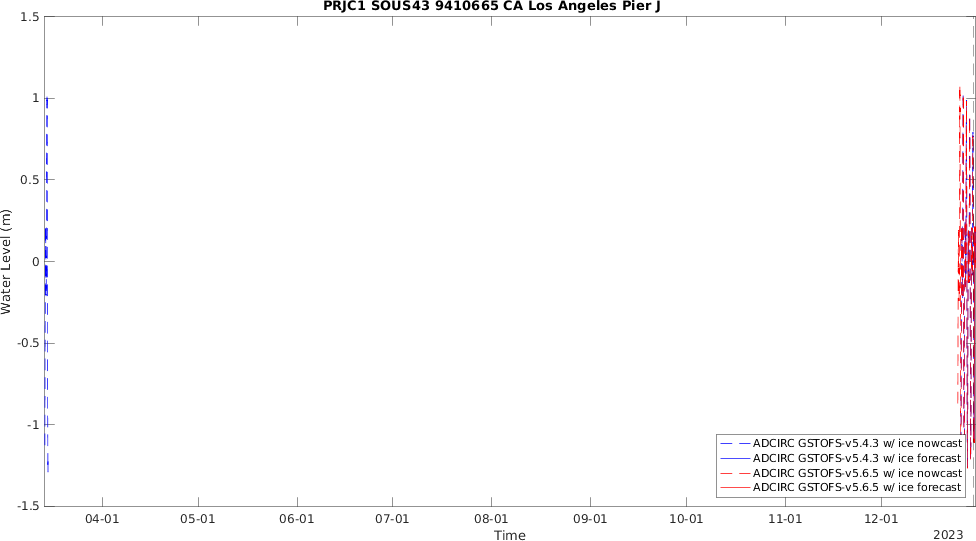 PRJC1 SOUS43 9410665 CA Los Angeles Pier J
1.5
1
0.5
0
-0.5
-1
-1.5
Water Level (m)
ADCIRC GSTOFS-v5.4.3 w/ ice nowcast
ADCIRC GSTOFS-v5.4.3 w/ ice forecast
ADCIRC GSTOFS-v5.6.5 w/ ice nowcast
ADCIRC GSTOFS-v5.6.5 w/ ice forecast
04-01 05-01 06-01 07-01 08-01 09-01 10-01 11-01 12-01
Time
2023